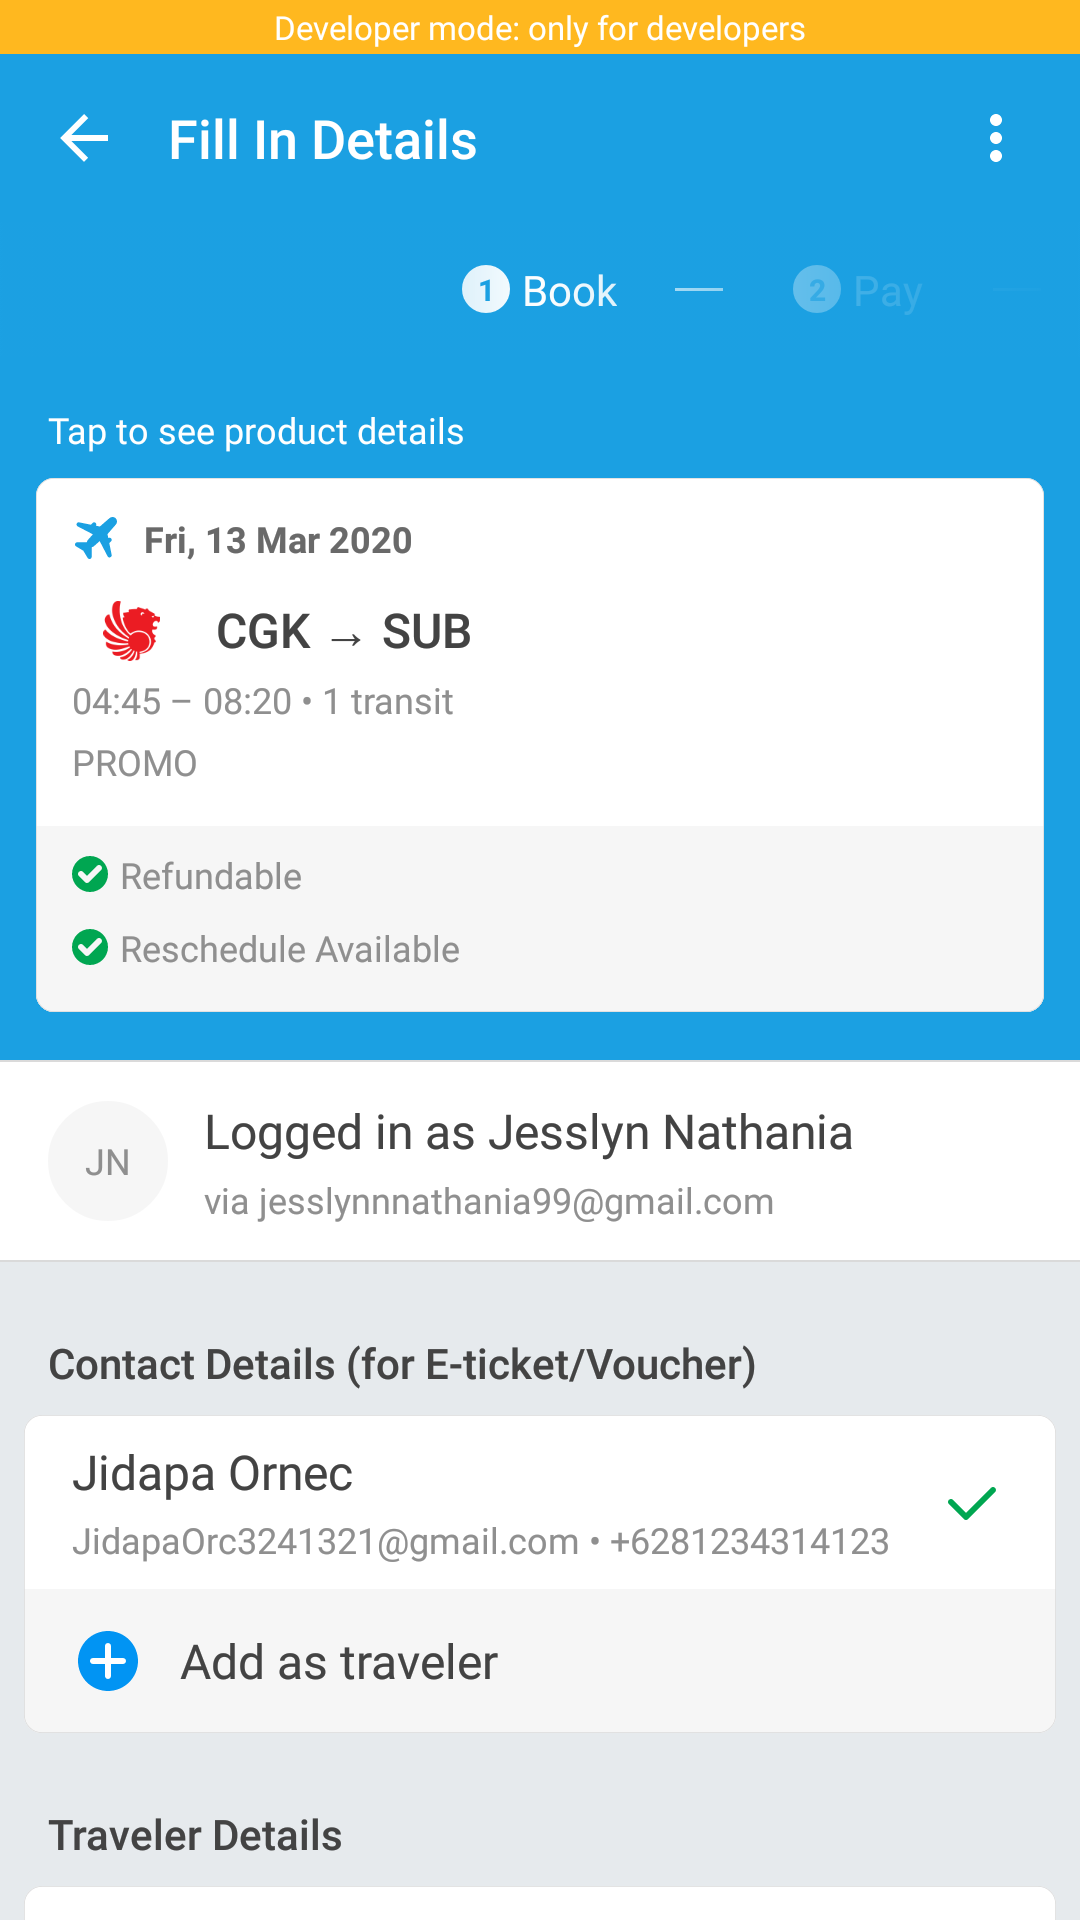 Developer mode: only for developers
Fill In Details
1 Book — 2 Pay
Tap to see product details
Fri, 13 Mar 2020
CGK → SUB
04:45 – 08:20 • 1 transit
PROMO
Refundable
Reschedule Available
JN
Logged in as Jesslyn Nathania
via jesslynnnathania99@gmail.com
Contact Details (for E-ticket/Voucher)
Jidapa Ornec
JidapaOrc3241321@gmail.com • +6281234314123
Add as traveler
Traveler Details